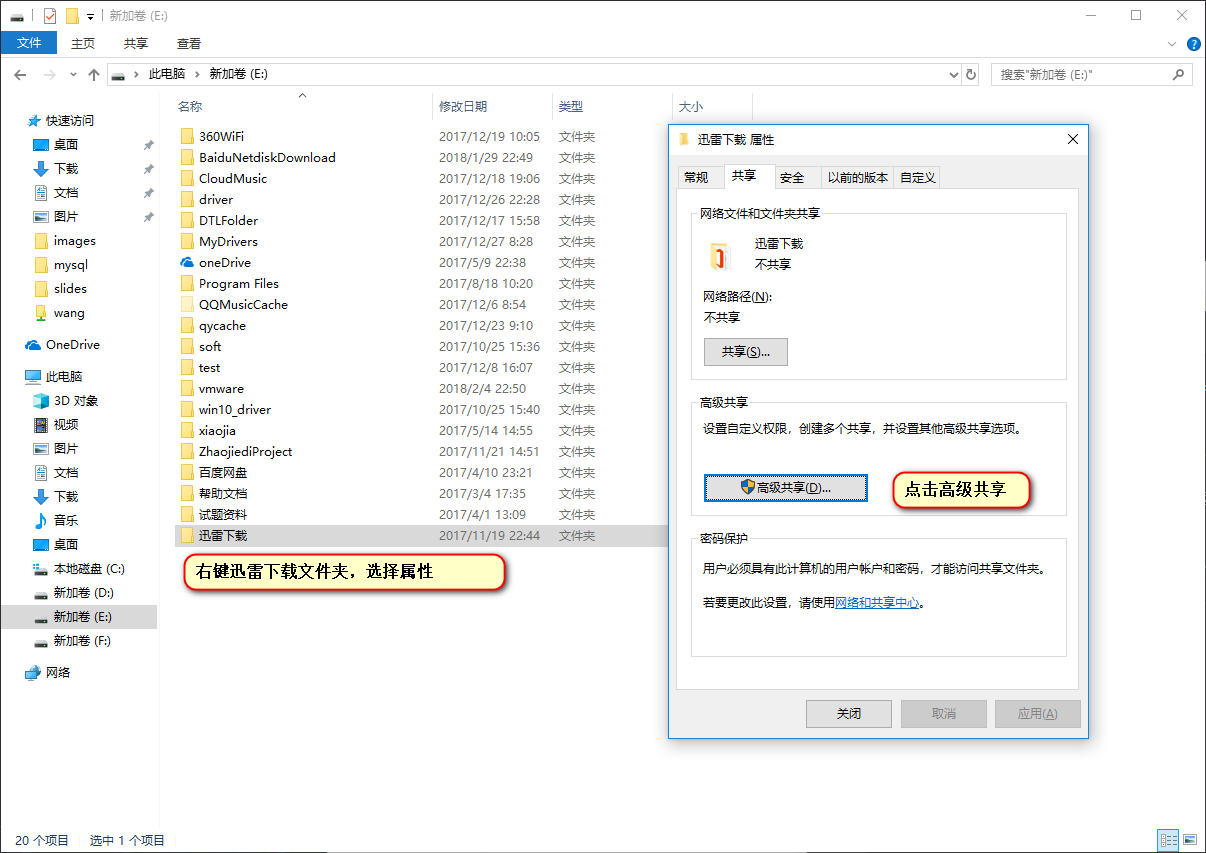 新加卷 (E:)
文件 主页 共享 查看
此电脑 › 新加卷 (E:)
搜索"新加卷 (E:)"
快速访问
桌面
下载
文档
图片
images
mysql
slides
wang
OneDrive
此电脑
3D 对象
视频
图片
文档
下载
音乐
桌面
本地磁盘 (C:)
新加卷 (D:)
新加卷 (E:)
新加卷 (F:)
网络
名称 修改日期 类型 大小
360WiFi 2017/12/19 10:05 文件夹
BaiduNetdiskDownload 2018/1/29 22:49 文件夹
CloudMusic 2017/12/18 19:06 文件夹
driver 2017/12/26 22:28 文件夹
DTLFolder 2017/12/17 15:58 文件夹
MyDrivers 2017/12/27 8:28 文件夹
oneDrive 2017/5/9 22:38 文件夹
Program Files 2017/8/18 10:20 文件夹
QQMusicCache 2017/12/6 8:54 文件夹
qycache 2017/12/23 9:10 文件夹
soft 2017/10/25 15:36 文件夹
test 2017/12/8 16:07 文件夹
vmware 2018/2/4 22:50 文件夹
win10_driver 2017/10/25 15:40 文件夹
xiaojia 2017/5/14 14:55 文件夹
ZhaojiediProject 2017/11/21 14:51 文件夹
百度网盘 2017/4/10 23:21 文件夹
帮助文档 2017/3/4 17:35 文件夹
试题资料 2017/4/1 13:09 文件夹
迅雷下载 2017/11/19 22:44 文件夹
右键迅雷下载文件夹，选择属性
迅雷下载 属性
常规 共享 安全 以前的版本 自定义
网络文件和文件夹共享
迅雷下载
不共享
网络路径(N):
不共享
共享(S)...
高级共享
设置自定义权限，创建多个共享，并设置其他高级共享选项。
高级共享(D)...
点击高级共享
密码保护
用户必须具有此计算机的用户帐户和密码，才能访问共享文件夹。
若要更改此设置，请使用网络和共享中心。
关闭 取消 应用(A)
20 个项目 选中 1 个项目